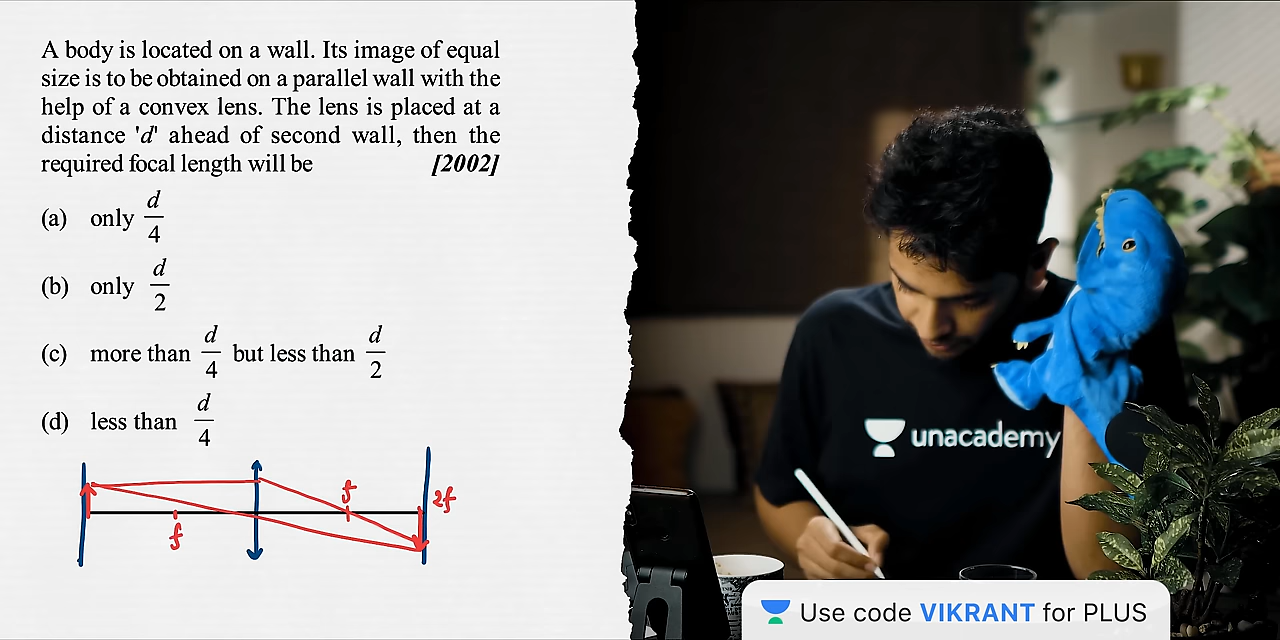 A body is located on a wall. Its image of equal
size is to be obtained on a parallel wall with the
help of a convex lens. The lens is placed at a
distance 'd' ahead of second wall, then the
required focal length will be [2002]
(a) only d/4
(b) only d/2
(c) more than d/4 but less than d/2
(d) less than d/4
f
f
2f
unacademy
Use code VIKRANT for PLUS